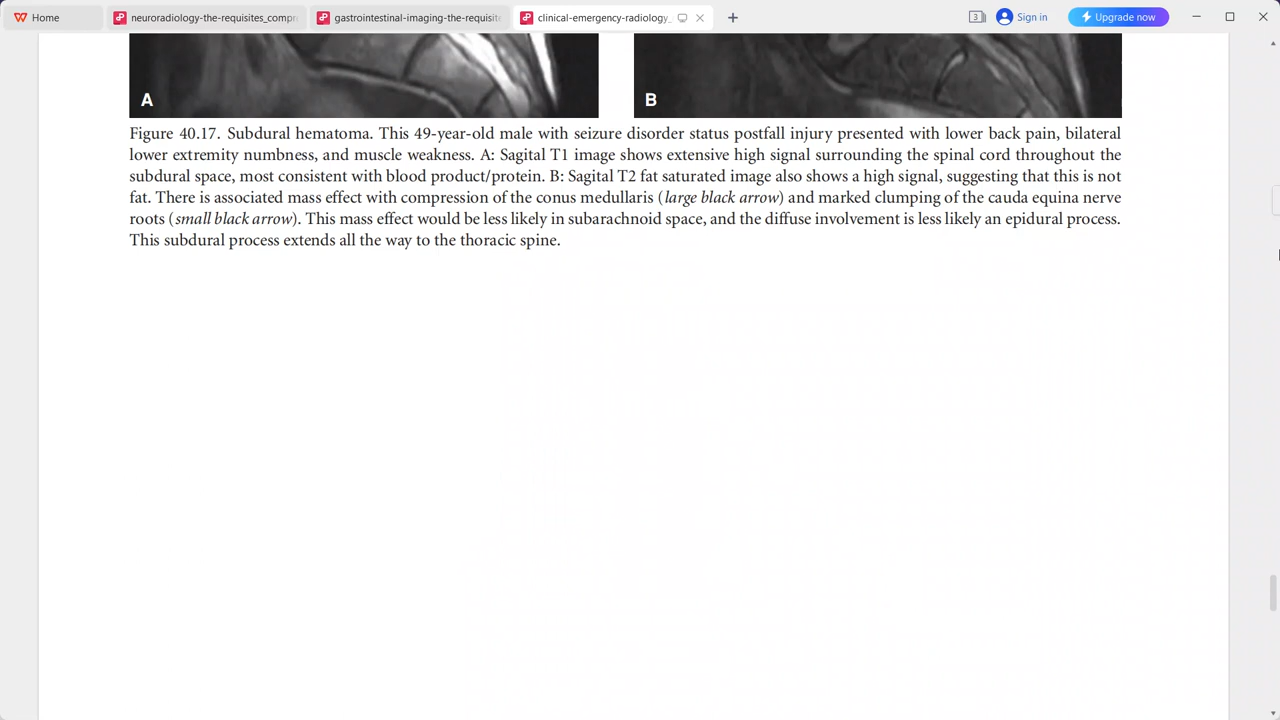 Home
neuroradiology-the-requisites_compr
gastrointestinal-imaging-the-requisite
clinical-emergency-radiology_
3
Sign in
Upgrade now
A
B
Figure 40.17. Subdural hematoma. This 49-year-old male with seizure disorder status postfall injury presented with lower back pain, bilateral
lower extremity numbness, and muscle weakness. A: Sagital T1 image shows extensive high signal surrounding the spinal cord throughout the
subdural space, most consistent with blood product/protein. B: Sagital T2 fat saturated image also shows a high signal, suggesting that this is not
fat. There is associated mass effect with compression of the conus medullaris (large black arrow) and marked clumping of the cauda equina nerve
roots (small black arrow). This mass effect would be less likely in subarachnoid space, and the diffuse involvement is less likely an epidural process.
This subdural process extends all the way to the thoracic spine.